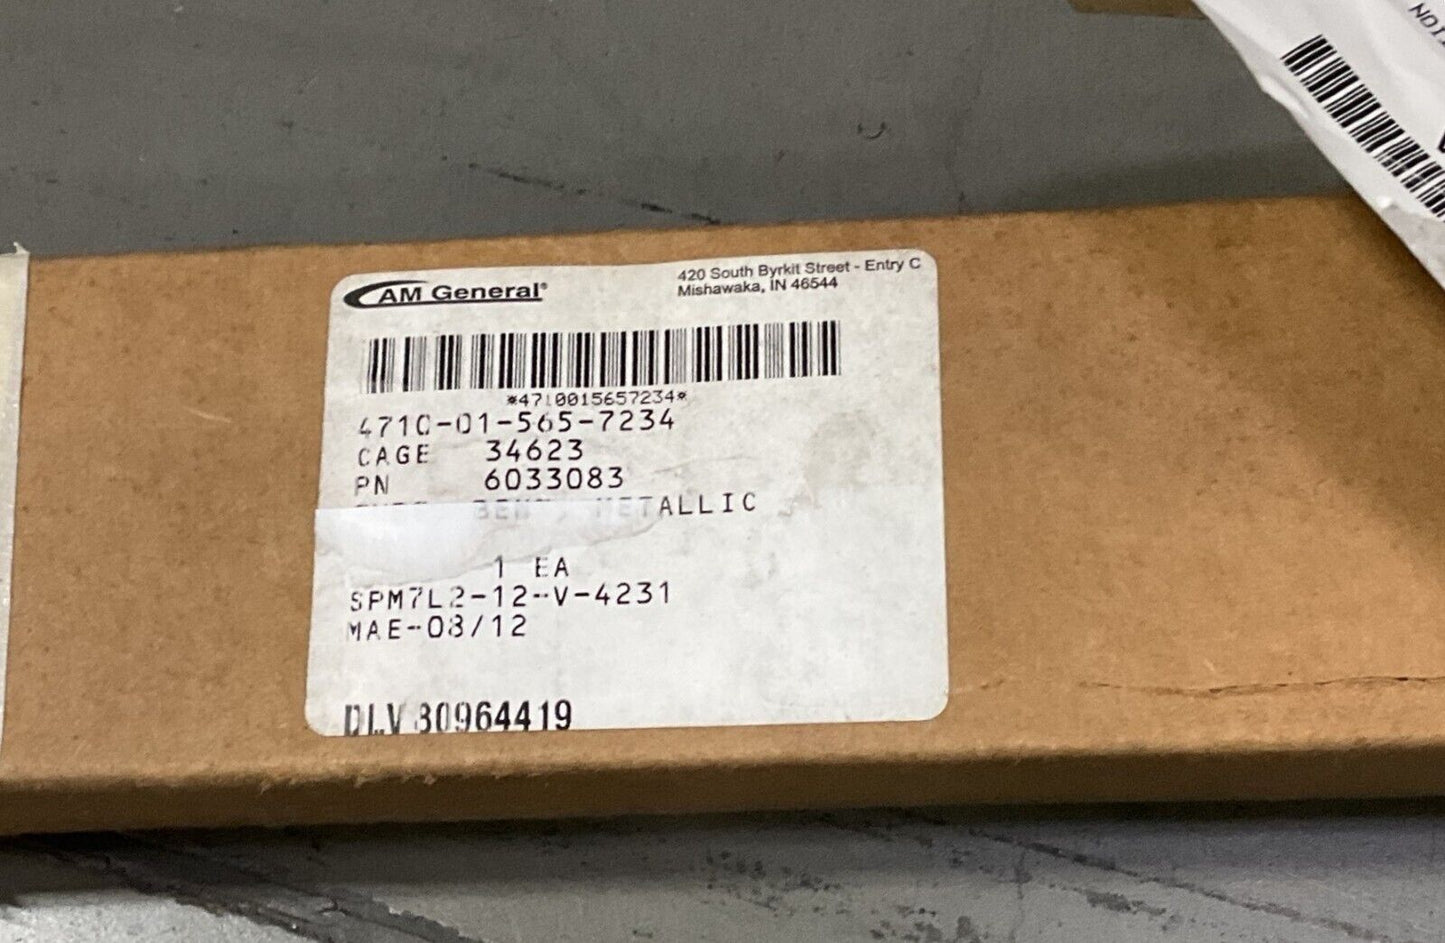 AM General®
420 South Byrkit Street - Entry C
Mishawaka, IN 46544
*4710015657234*
4710-01-565-7234
CAGE 34623
PN 6033083
METALLIC
1 EA
SPM7L2-12-V-4231
MAE-08/12
DLV 80964419